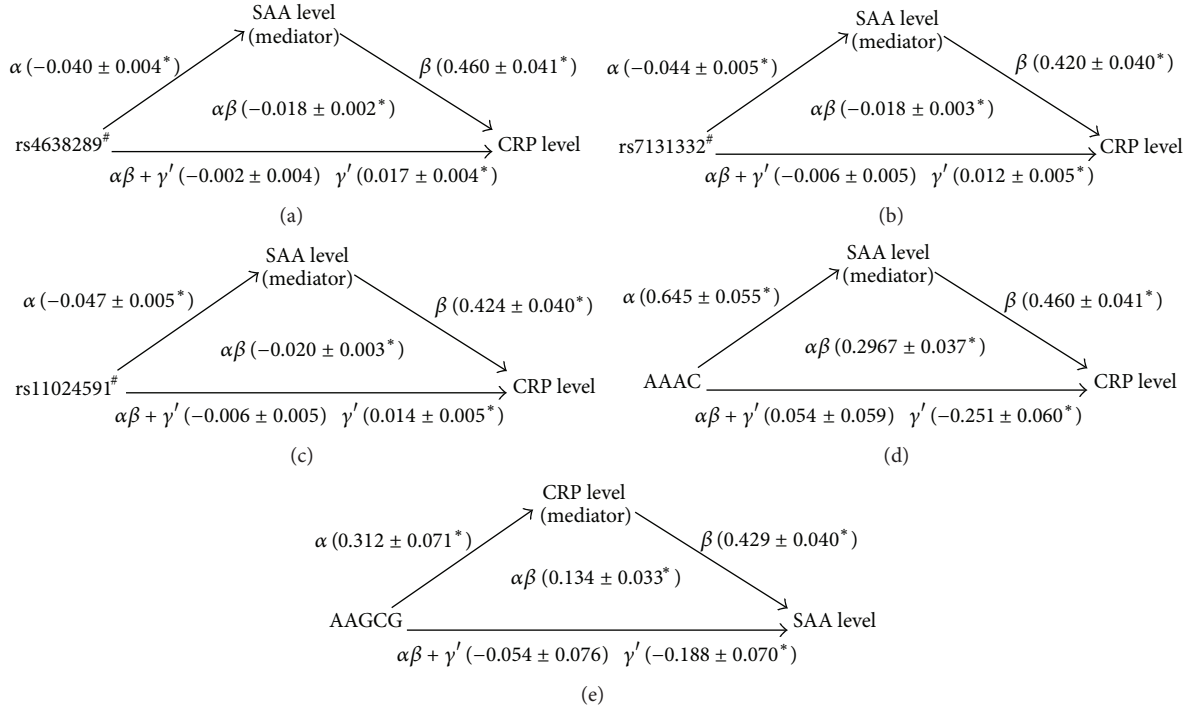 SAA level
(mediator)
α (−0.040 ± 0.004*)
β (0.460 ± 0.041*)
αβ (−0.018 ± 0.002*)
rs4638289#
CRP level
αβ + γ′ (−0.002 ± 0.004) γ′ (0.017 ± 0.004*)
(a)
SAA level
(mediator)
α (−0.044 ± 0.005*)
β (0.420 ± 0.040*)
αβ (−0.018 ± 0.003*)
rs7131332#
CRP level
αβ + γ′ (−0.006 ± 0.005) γ′ (0.012 ± 0.005*)
(b)
SAA level
(mediator)
α (−0.047 ± 0.005*)
β (0.424 ± 0.040*)
αβ (−0.020 ± 0.003*)
rs11024591#
CRP level
αβ + γ′ (−0.006 ± 0.005) γ′ (0.014 ± 0.005*)
(c)
SAA level
(mediator)
α (0.645 ± 0.055*)
β (0.460 ± 0.041*)
αβ (0.2967 ± 0.037*)
AAAC
CRP level
αβ + γ′ (0.054 ± 0.059) γ′ (−0.251 ± 0.060*)
(d)
CRP level
(mediator)
α (0.312 ± 0.071*)
β (0.429 ± 0.040*)
αβ (0.134 ± 0.033*)
AAGCG
SAA level
αβ + γ′ (−0.054 ± 0.076) γ′ (−0.188 ± 0.070*)
(e)